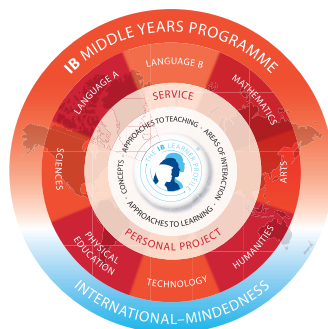 IB MIDDLE YEARS PROGRAMME
LANGUAGE A
LANGUAGE B
MATHEMATICS
SCIENCES
ARTS
PHYSICAL
EDUCATION
TECHNOLOGY
HUMANITIES
SERVICE
PERSONAL PROJECT
APPROACHES TO TEACHING · AREAS OF INTERACTION · APPROACHES TO LEARNING · CONCEPTS ·
THE IB LEARNER PROFILE
INTERNATIONAL–MINDEDNESS